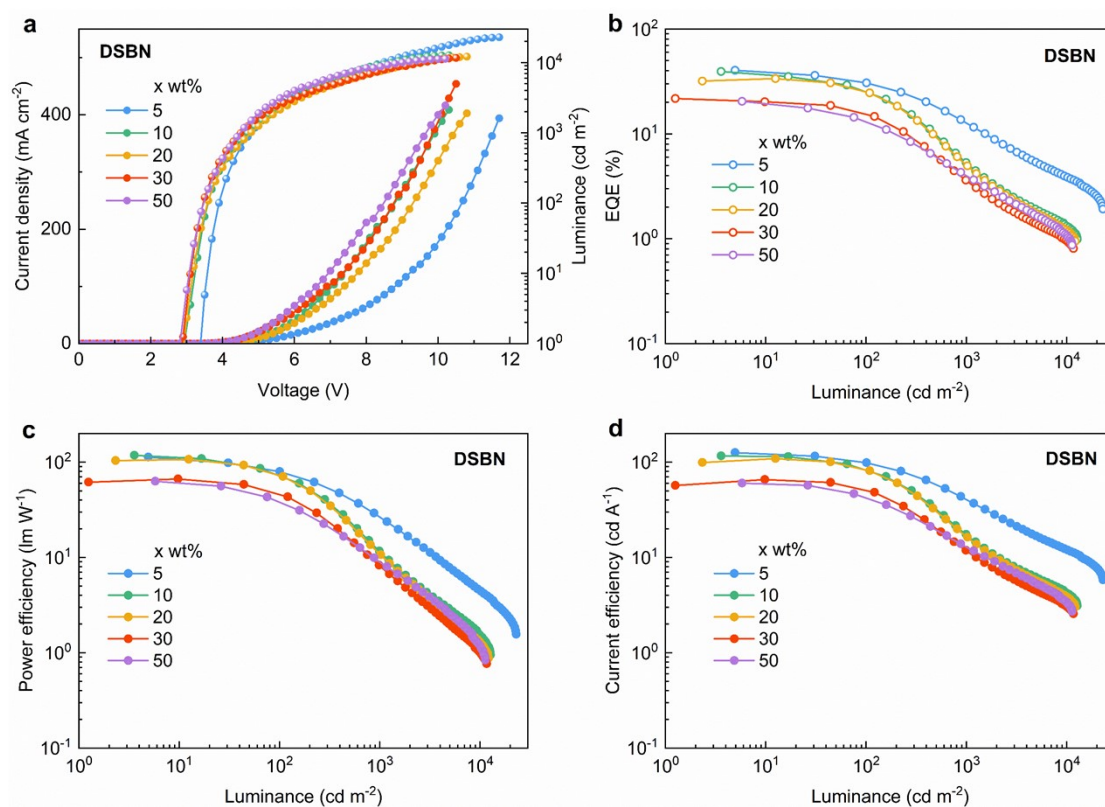 a
DSBN
x wt%
5
10
20
30
50
Current density (mA cm⁻²)
400
200
0
Luminance (cd m⁻²)
10⁴
10³
10²
10¹
10⁰
0 2 4 6 8 10 12
Voltage (V)
b
DSBN
x wt%
5
10
20
30
50
EQE (%)
10²
10¹
10⁰
10⁻¹
10⁰ 10¹ 10² 10³ 10⁴
Luminance (cd m⁻²)
c
DSBN
x wt%
5
10
20
30
50
Power efficiency (lm W⁻¹)
10²
10¹
10⁰
10⁻¹
10⁰ 10¹ 10² 10³ 10⁴
Luminance (cd m⁻²)
d
DSBN
x wt%
5
10
20
30
50
Current efficiency (cd A⁻¹)
10²
10¹
10⁰
10⁻¹
10⁰ 10¹ 10² 10³ 10⁴
Luminance (cd m⁻²)